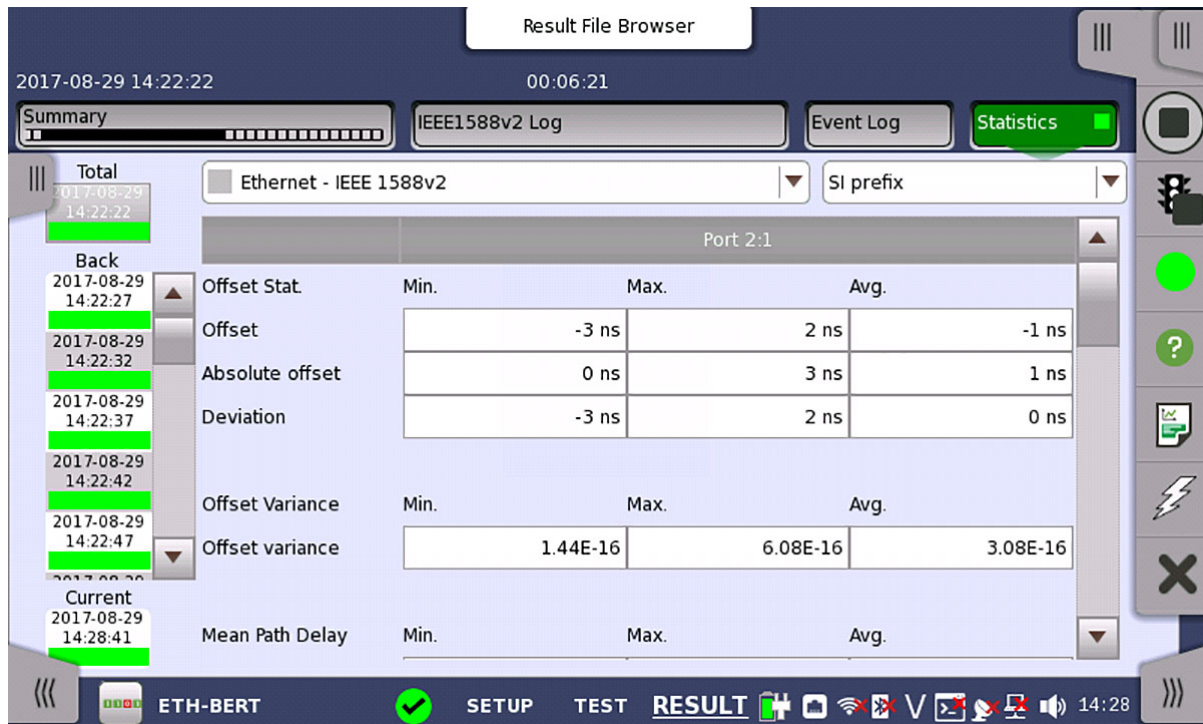 Result File Browser
2017-08-29 14:22:22 00:06:21
Summary IEEE1588v2 Log Event Log Statistics
Total
2017-08-29
14:22:22
Back
2017-08-29
14:22:27
2017-08-29
14:22:32
2017-08-29
14:22:37
2017-08-29
14:22:42
2017-08-29
14:22:47
Current
2017-08-29
14:28:41
Ethernet - IEEE 1588v2 SI prefix
Port 2:1
Offset Stat. Min. Max. Avg.
Offset -3 ns 2 ns -1 ns
Absolute offset 0 ns 3 ns 1 ns
Deviation -3 ns 2 ns 0 ns
Offset Variance Min. Max. Avg.
Offset variance 1.44E-16 6.08E-16 3.08E-16
Mean Path Delay Min. Max. Avg.
ETH-BERT SETUP TEST RESULT V 14:28